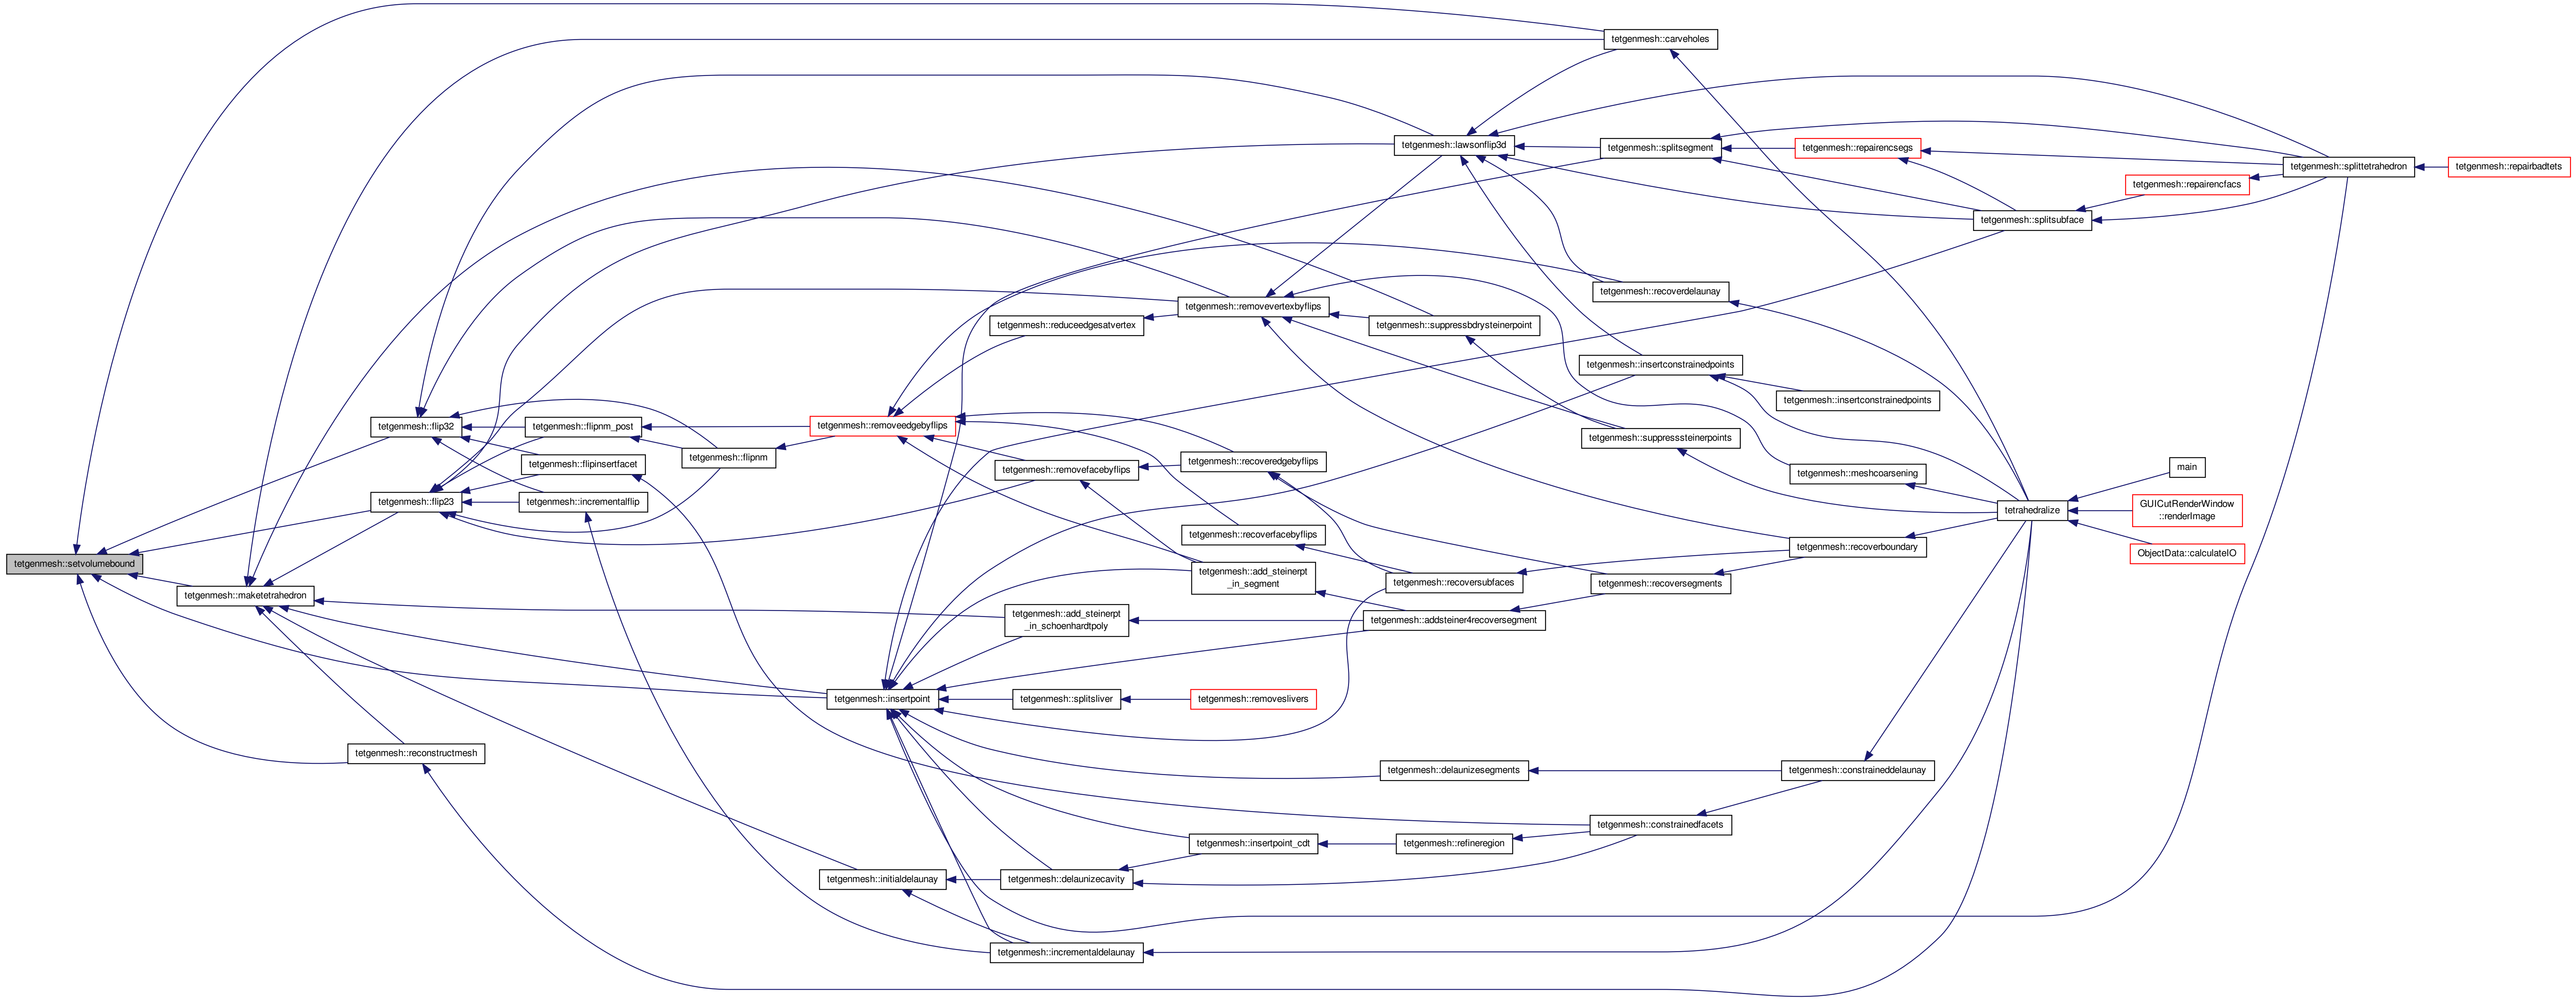 tetgenmesh::setvolumebound
tetgenmesh::maketetrahedron
tetgenmesh::flip32
tetgenmesh::flip23
tetgenmesh::reconstructmesh
tetgenmesh::flipnm_post
tetgenmesh::flipinsertfacet
tetgenmesh::incrementalflip
tetgenmesh::flipnm
tetgenmesh::removeedgebyflips
tetgenmesh::insertpoint
tetgenmesh::initialdelaunay
tetgenmesh::reduceedgesatvertex
tetgenmesh::removefacebyflips
tetgenmesh::add_steinerpt
_in_schoenhardtpoly
tetgenmesh::splitsliver
tetgenmesh::delaunizecavity
tetgenmesh::incrementaldelaunay
tetgenmesh::removevertexbyflips
tetgenmesh::recoveredgebyflips
tetgenmesh::recoverfacebyflips
tetgenmesh::add_steinerpt
_in_segment
tetgenmesh::removeslivers
tetgenmesh::insertpoint_cdt
tetgenmesh::lawsonflip3d
tetgenmesh::suppressbdrysteinerpoint
tetgenmesh::recoversubfaces
tetgenmesh::addsteiner4recoversegment
tetgenmesh::delaunizesegments
tetgenmesh::refineregion
tetgenmesh::carveholes
tetgenmesh::splitsegment
tetgenmesh::recoverdelaunay
tetgenmesh::insertconstrainedpoints
tetgenmesh::suppresssteinerpoints
tetgenmesh::recoversegments
tetgenmesh::constrainedfacets
tetgenmesh::repairencsegs
tetgenmesh::insertconstrainedpoints
tetgenmesh::meshcoarsening
tetgenmesh::recoverboundary
tetgenmesh::constraineddelaunay
tetgenmesh::splitsubface
tetrahedralize
tetgenmesh::repairencfacs
main
GUICutRenderWindow
::renderImage
ObjectData::calculateIO
tetgenmesh::splittetrahedron
tetgenmesh::repairbadtets